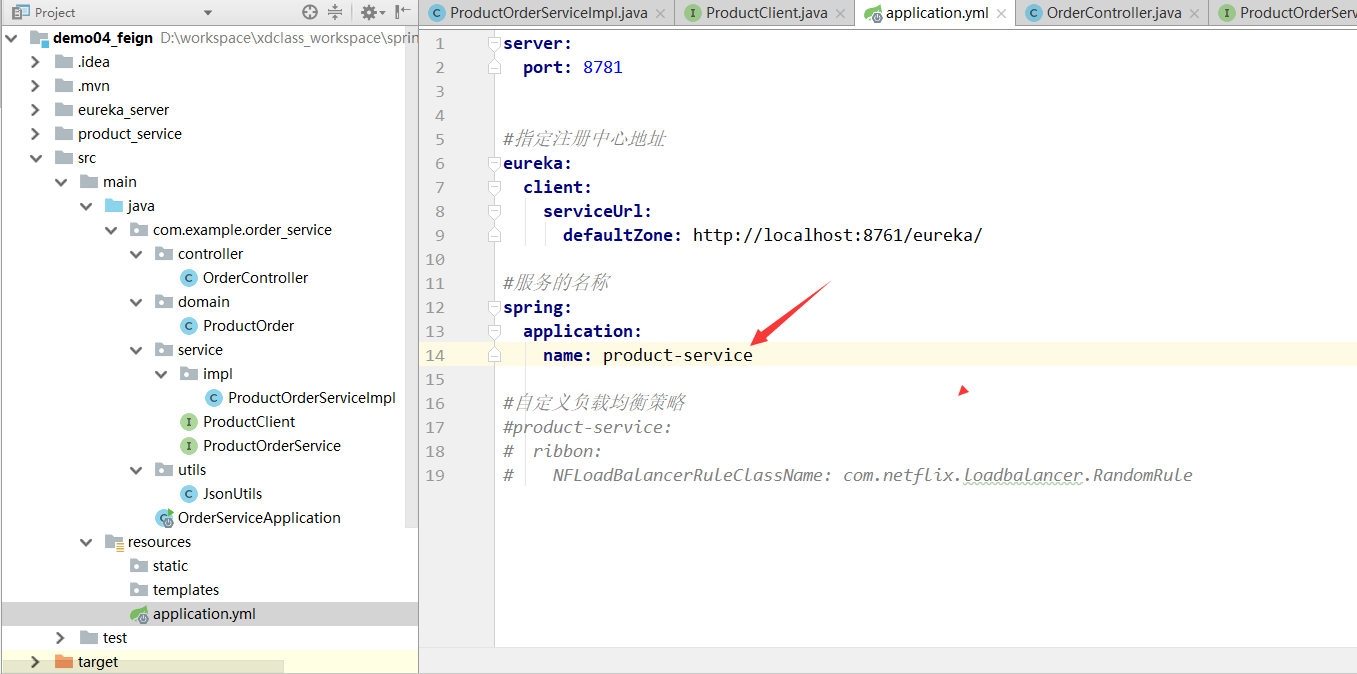 Project
ProductOrderServiceImpl.java
ProductClient.java
application.yml
OrderController.java
ProductOrderServ
demo04_feign D:\workspace\xdclass_workspace\sprin
.idea
.mvn
eureka_server
product_service
src
main
java
com.example.order_service
controller
OrderController
domain
ProductOrder
service
impl
ProductOrderServiceImpl
ProductClient
ProductOrderService
utils
JsonUtils
OrderServiceApplication
resources
static
templates
application.yml
test
target
1 server:
2 port: 8781
3
4
5 #指定注册中心地址
6 eureka:
7 client:
8 serviceUrl:
9 defaultZone: http://localhost:8761/eureka/
10
11 #服务的名称
12 spring:
13 application:
14 name: product-service
15
16 #自定义负载均衡策略
17 #product-service:
18 # ribbon:
19 # NFLoadBalancerRuleClassName: com.netflix.loadbalancer.RandomRule